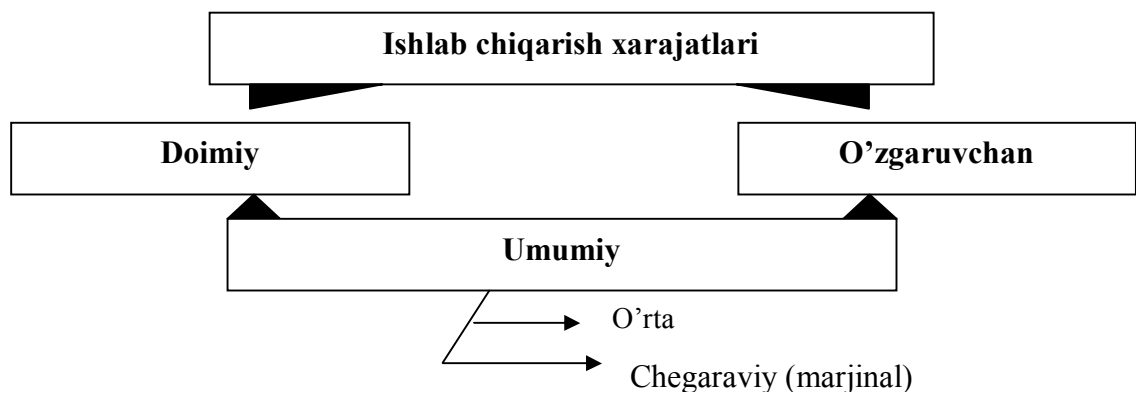 Ishlab chiqarish xarajatlari
Doimiy
O’zgaruvchan
Umumiy
O’rta
Chegaraviy (marjinal)